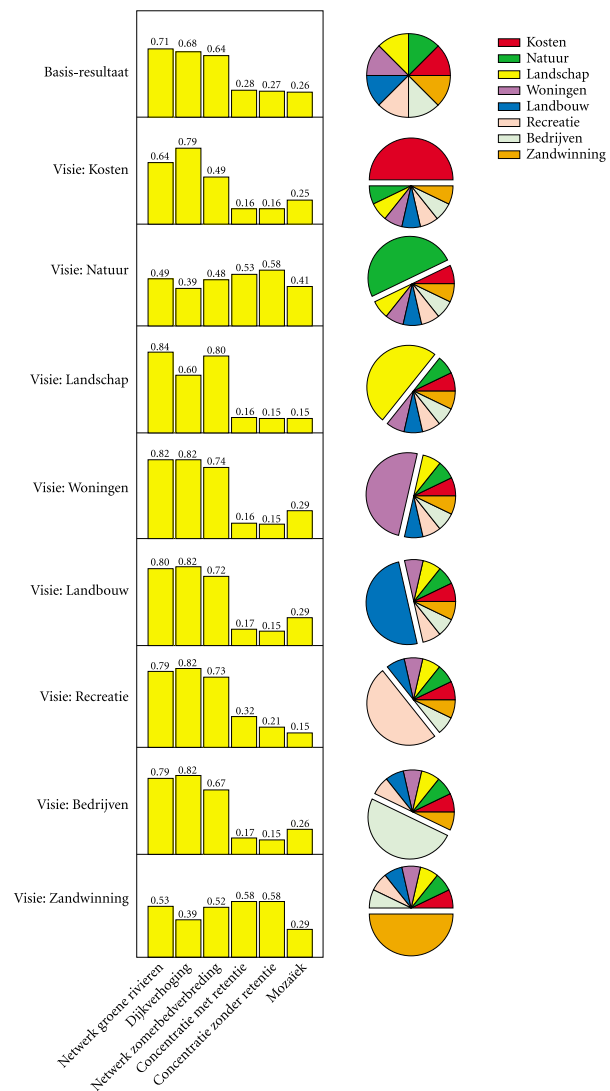 Basis-resultaat
0.71 0.68 0.64 0.28 0.27 0.26
Visie: Kosten
0.64 0.79 0.49 0.16 0.16 0.25
Visie: Natuur
0.49 0.39 0.48 0.53 0.58 0.41
Visie: Landschap
0.84 0.60 0.80 0.16 0.15 0.15
Visie: Woningen
0.82 0.82 0.74 0.16 0.15 0.29
Visie: Landbouw
0.80 0.82 0.72 0.17 0.15 0.29
Visie: Recreatie
0.79 0.82 0.73 0.32 0.21 0.15
Visie: Bedrijven
0.79 0.82 0.67 0.17 0.15 0.26
Visie: Zandwinning
0.53 0.39 0.52 0.58 0.58 0.29
Netwerk groene rivieren
Dijkverhoging
Netwerk zomerbedverbreding
Concentratie met retentie
Concentratie zonder retentie
Mozaïek
Kosten
Natuur
Landschap
Woningen
Landbouw
Recreatie
Bedrijven
Zandwinning